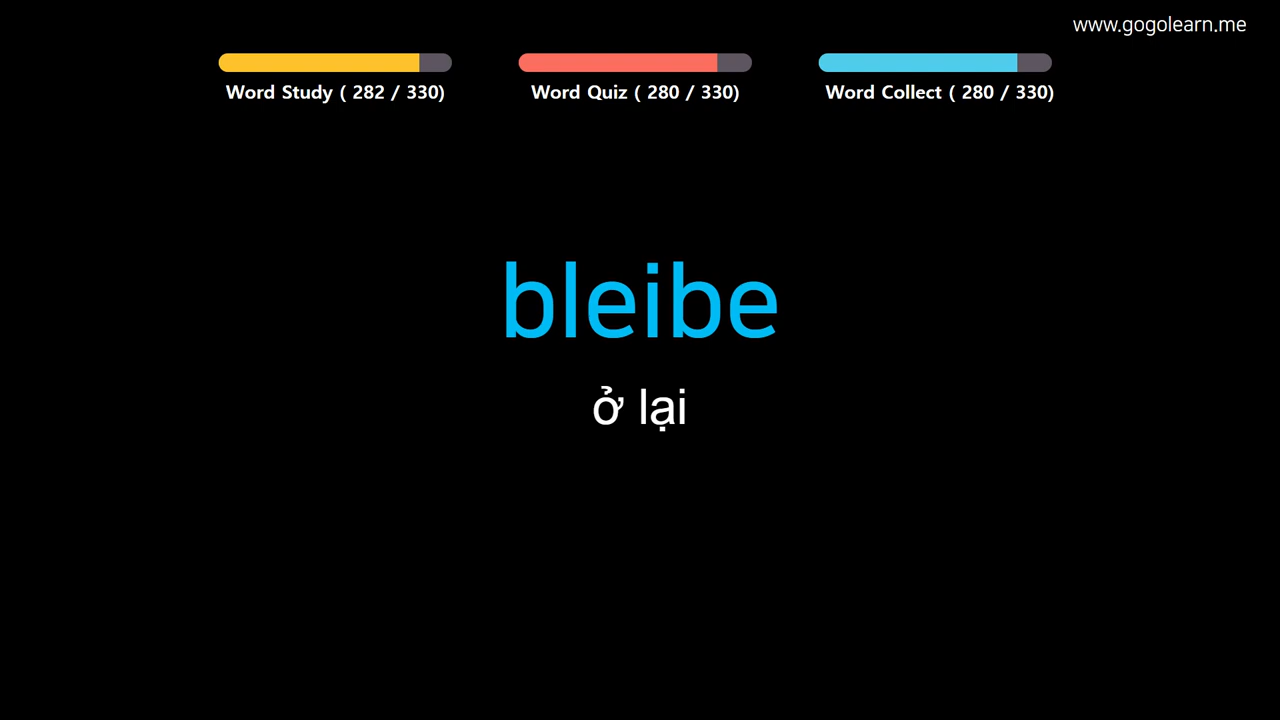 www.gogolearn.me
Word Study ( 282 / 330)
Word Quiz ( 280 / 330)
Word Collect ( 280 / 330)
bleibe
ở lại